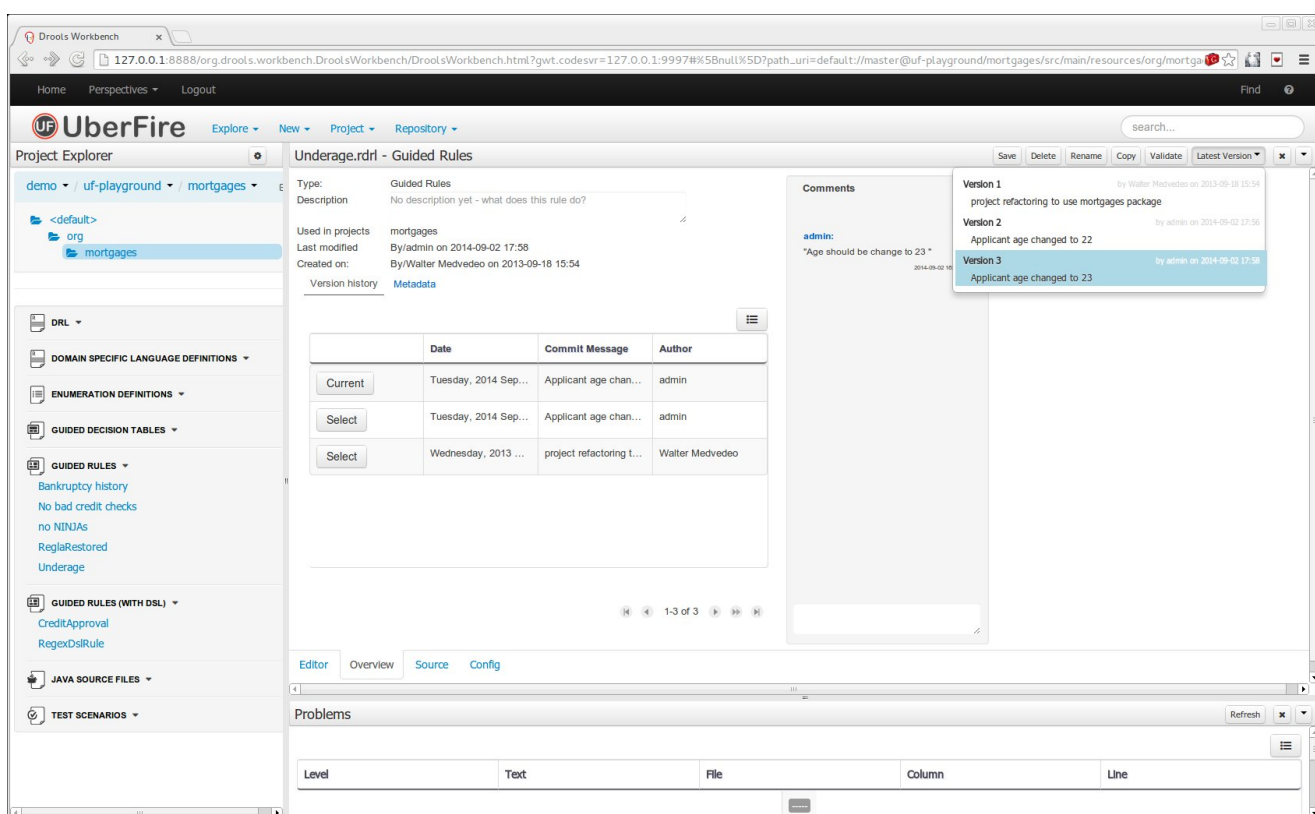 Drools Workbench
127.0.0.1:8888/org.drools.workbench.DroolsWorkbench/DroolsWorkbench.html?gwt.codesvr=127.0.0.1:9997#%5Bnull%5D?path_uri=default://master@uf-playground/mortgages/src/main/resources/org/mortga
Home Perspectives Logout Find
UF UberFire Explore New Project Repository search...
Project Explorer
demo / uf-playground / mortgages
<default>
org
mortgages
DRL
DOMAIN SPECIFIC LANGUAGE DEFINITIONS
ENUMERATION DEFINITIONS
GUIDED DECISION TABLES
GUIDED RULES
Bankruptcy history
No bad credit checks
no NINJAs
ReglaRestored
Underage
GUIDED RULES (WITH DSL)
CreditApproval
RegexDslRule
JAVA SOURCE FILES
TEST SCENARIOS
Underage.rdrl - Guided Rules
Save Delete Rename Copy Validate Latest Version
Type: Guided Rules
Description No description yet - what does this rule do?
Used in projects mortgages
Last modified By/admin on 2014-09-02 17:58
Created on: By/Walter Medvedeo on 2013-09-18 15:54
Version history Metadata
Date Commit Message Author
Current Tuesday, 2014 Sep... Applicant age chan... admin
Select Tuesday, 2014 Sep... Applicant age chan... admin
Select Wednesday, 2013 ... project refactoring t... Walter Medvedeo
1-3 of 3
Comments
admin:
"Age should be change to 23 "
2014-09-02
Version 1 by Walter Medvedeo on 2013-09-18 15:54
project refactoring to use mortgages package
Version 2 by admin on 2014-09-02 17:56
Applicant age changed to 22
Version 3 by admin on 2014-09-02 17:58
Applicant age changed to 23
Editor Overview Source Config
Problems Refresh
Level Text File Column Line